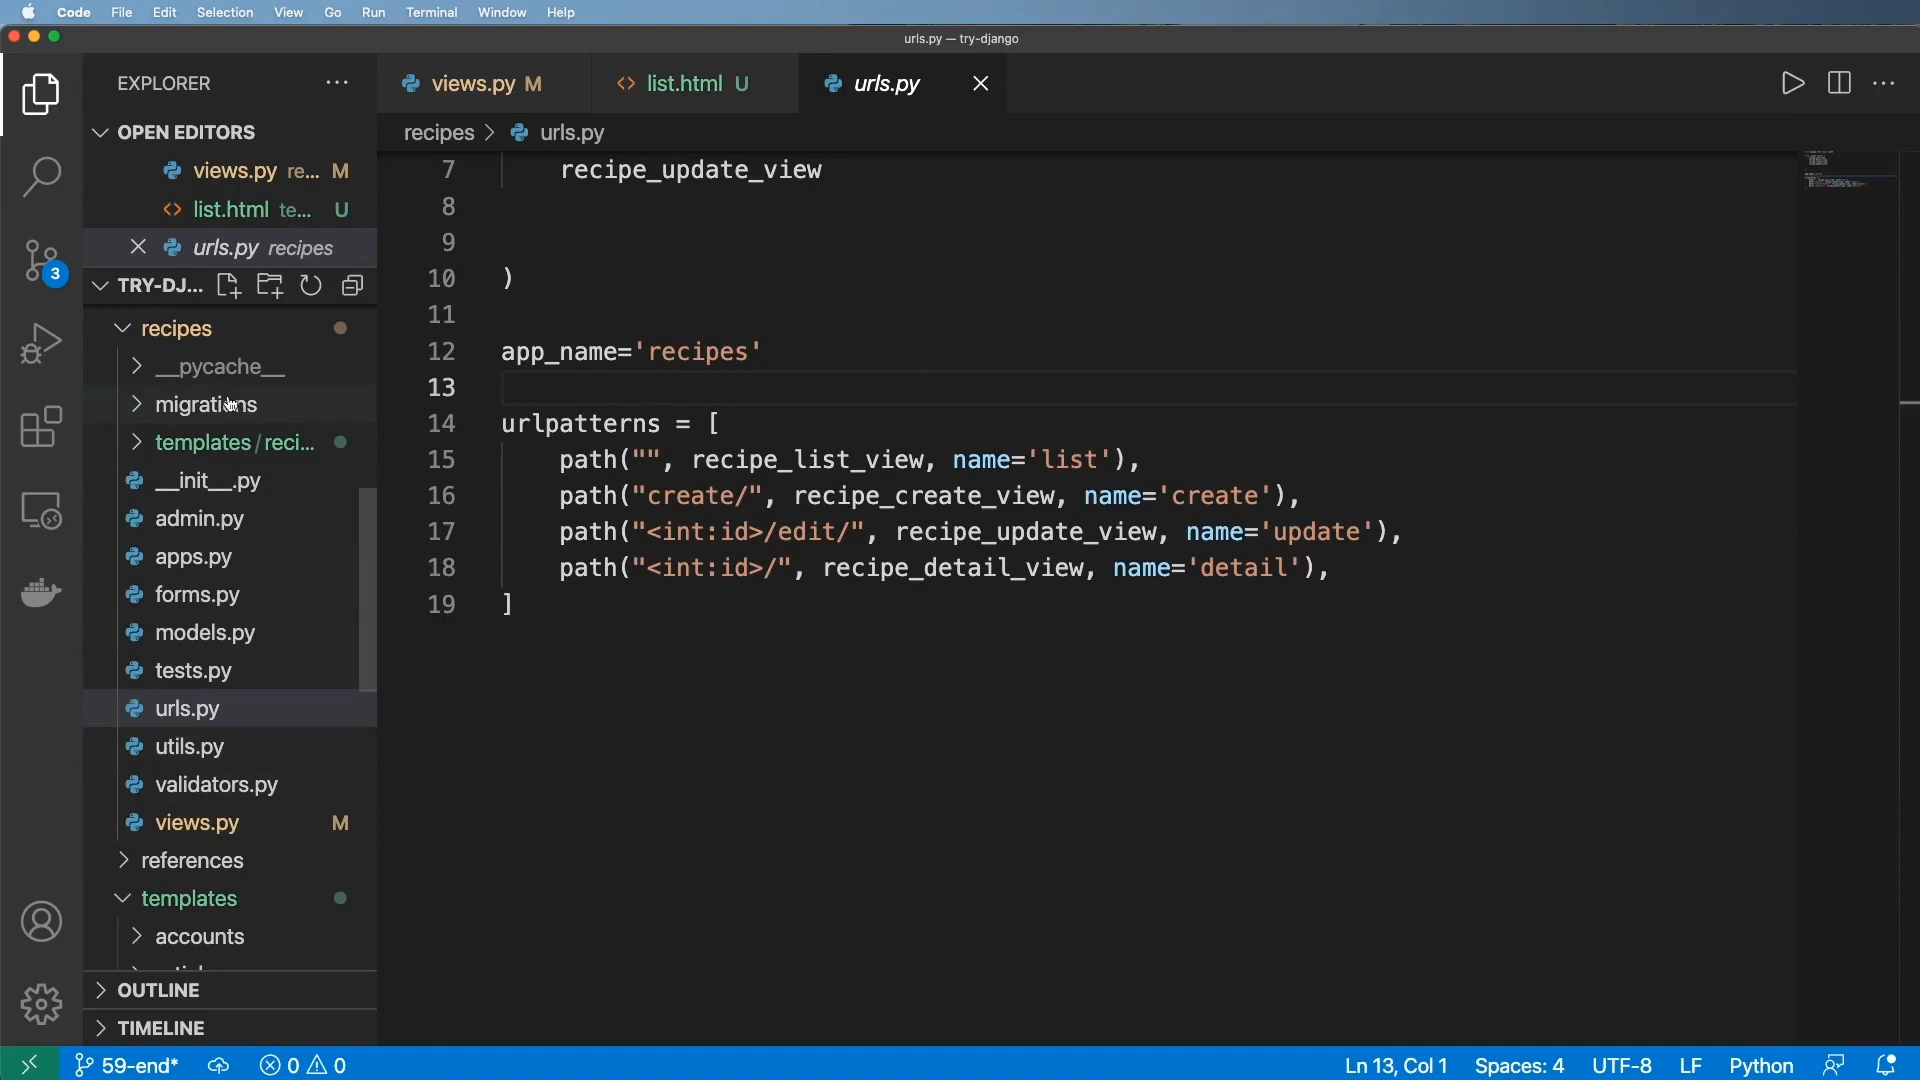 Code File Edit Selection View Go Run Terminal Window Help
urls.py — try-django
EXPLORER
views.py M
list.html U
urls.py
OPEN EDITORS
recipes > urls.py
views.py re... M
list.html te... U
urls.py recipes
TRY-DJ...
recipes
__pycache__
migrations
templates/reci...
__init__.py
admin.py
apps.py
forms.py
models.py
tests.py
urls.py
utils.py
validators.py
views.py M
references
templates
accounts
OUTLINE
TIMELINE
7 recipe_update_view
8
9
10 )
11
12 app_name='recipes'
13
14 urlpatterns = [
15 path("", recipe_list_view, name='list'),
16 path("create/", recipe_create_view, name='create'),
17 path("<int:id>/edit/", recipe_update_view, name='update'),
18 path("<int:id>/", recipe_detail_view, name='detail'),
19 ]
3
59-end* 0 0 Ln 13, Col 1 Spaces: 4 UTF-8 LF Python